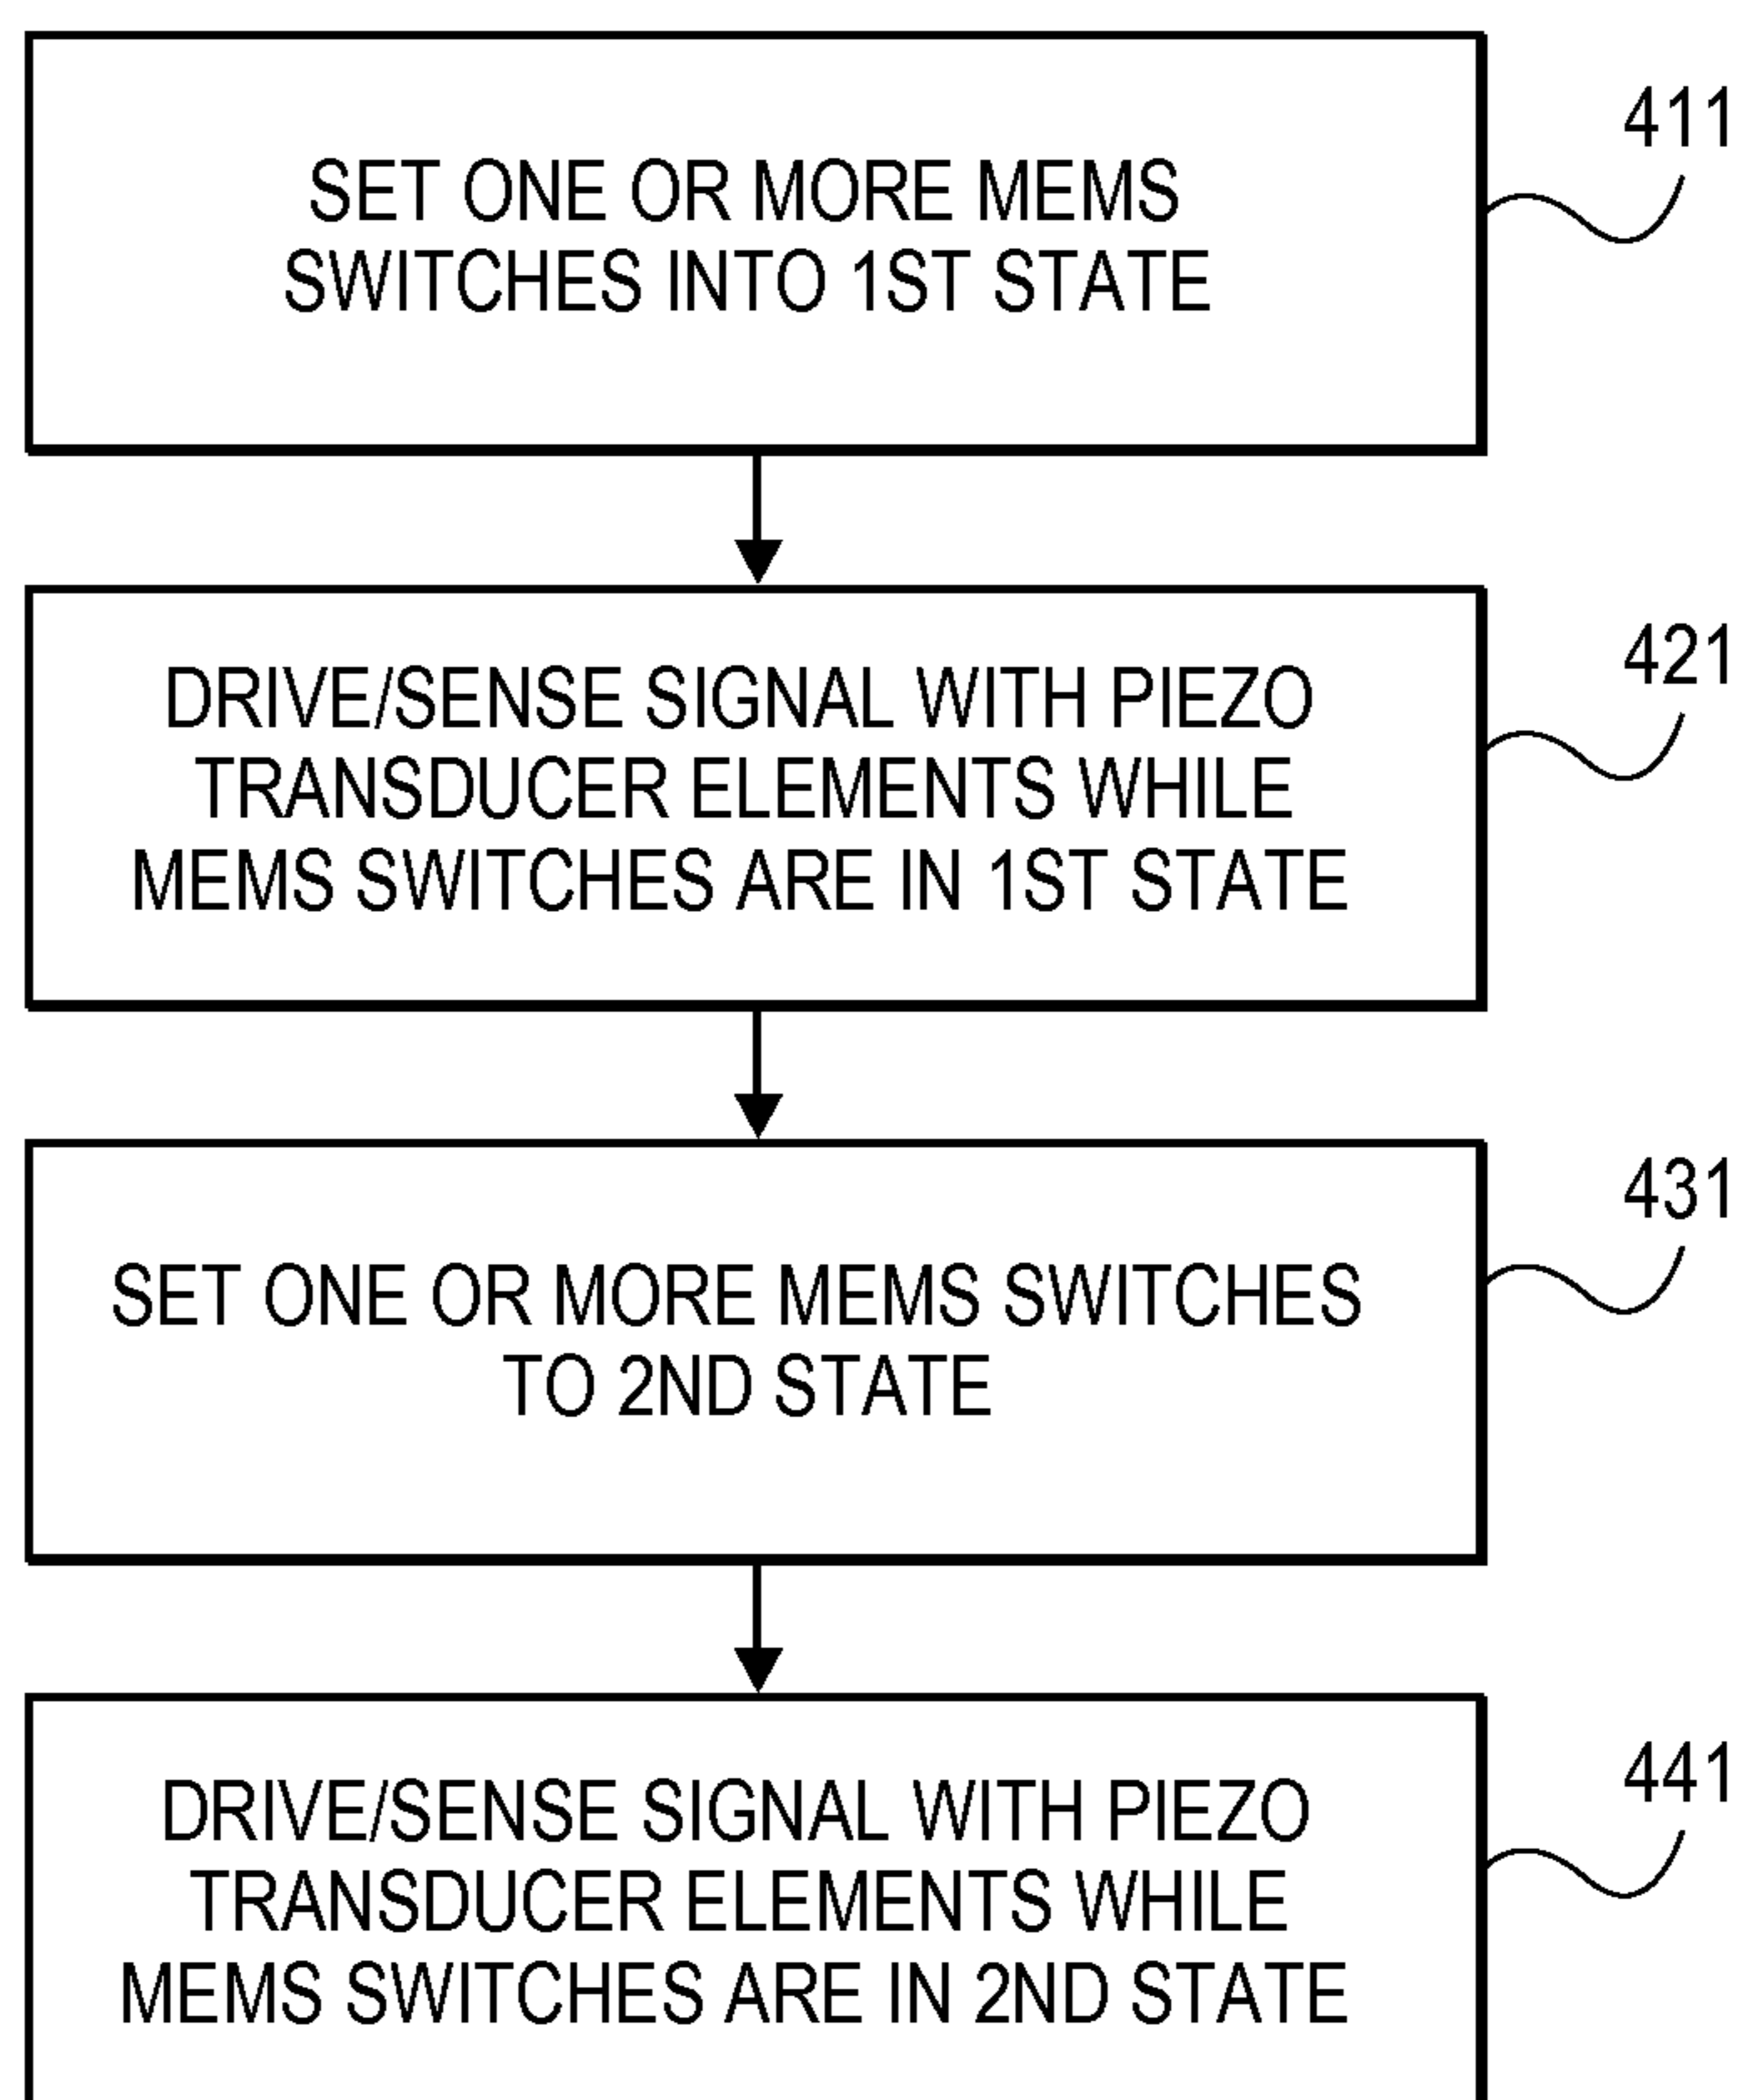 SET ONE OR MORE MEMS
SWITCHES INTO 1ST STATE
411
DRIVE/SENSE SIGNAL WITH PIEZO
TRANSDUCER ELEMENTS WHILE
MEMS SWITCHES ARE IN 1ST STATE
421
SET ONE OR MORE MEMS SWITCHES
TO 2ND STATE
431
DRIVE/SENSE SIGNAL WITH PIEZO
TRANSDUCER ELEMENTS WHILE
MEMS SWITCHES ARE IN 2ND STATE
441